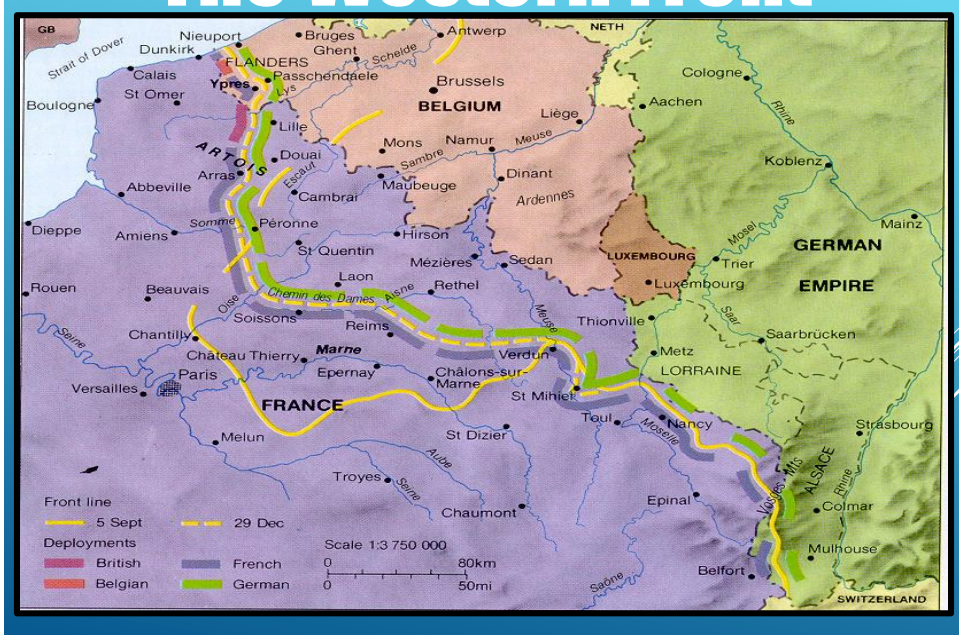 The Western Front
GB
NETH
Nieuport
Bruges
Antwerp
Strait of Dover
Dunkirk
Ghent
Schelde
Cologne
Calais
FLANDERS
Passchendaele
Brussels
Rhine
St Omer
Ypres
Lys
BELGIUM
Aachen
Boulogne
Lille
Liège
ARTOIS
Mons
Namur
Meuse
Koblenz
Douai
Sambre
Arras
Escaut
Maubeuge
Dinant
Abbeville
Cambrai
Ardennes
Mosel
Mainz
Dieppe
Somme
Péronne
Amiens
Hirson
GERMAN
St Quentin
Mézières
Sedan
LUXEMBOURG
Trier
Rouen
Beauvais
Laon
Rethel
Luxembourg
EMPIRE
Oise
Chemin des Dames
Aisne
Meuse
Saar
Soissons
Thionville
Seine
Chantilly
Reims
Saarbrücken
Château Thierry
Marne
Verdun
Metz
Paris
Epernay
Châlons-sur-
Marne
LORRAINE
Versailles
St Mihiel
FRANCE
Toul
Nancy
Strasbourg
Melun
St Dizier
Moselle
Aube
Troyes
Seine
Vosges Mts
ALSACE
Rhine
Epinal
Colmar
Chaumont
Front line
5 Sept
29 Dec
Deployments
Scale 1:3 750 000
British
French
0
80km
Mulhouse
Belgian
German
0
50mi
Saône
Belfort
SWITZERLAND